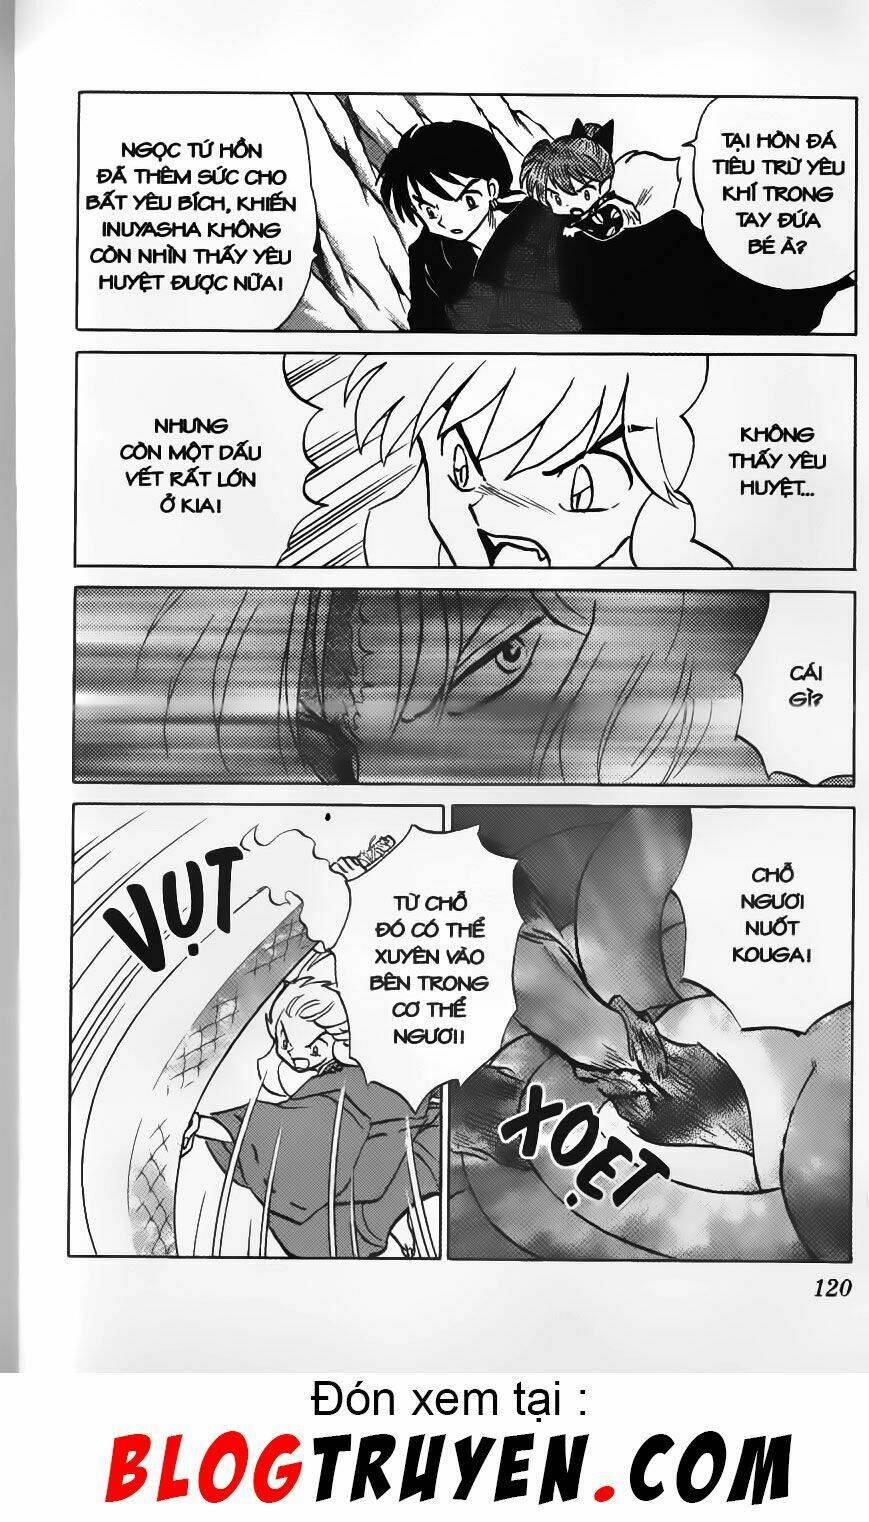 TẠI HÒN ĐÁ
TIÊU TRỪ YÊU
KHÍ TRONG
TAY ĐỨA
BÉ À?
NGỌC TỨ HỒN
ĐÃ THÊM SỨC CHO
BẤT YÊU BÍCH, KHIẾN
INUYASHA KHÔNG
CÒN NHÌN THẤY YÊU
HUYỆT ĐƯỢC NỮA!
KHÔNG
THẤY YÊU
HUYỆT...
NHƯNG
CÒN MỘT DẤU
VẾT RẤT LỚN
Ở KIA!
CÁI
GÌ?
CHỖ
NGƯƠI
NUỐT
KOUGA!
XOẸT
TỪ CHỖ
ĐÓ CÓ THỂ
XUYÊN VÀO
BÊN TRONG
CƠ THỂ
NGƯƠI!!
VỤT
120
Đón xem tại :
BLOGTRUYEN.COM